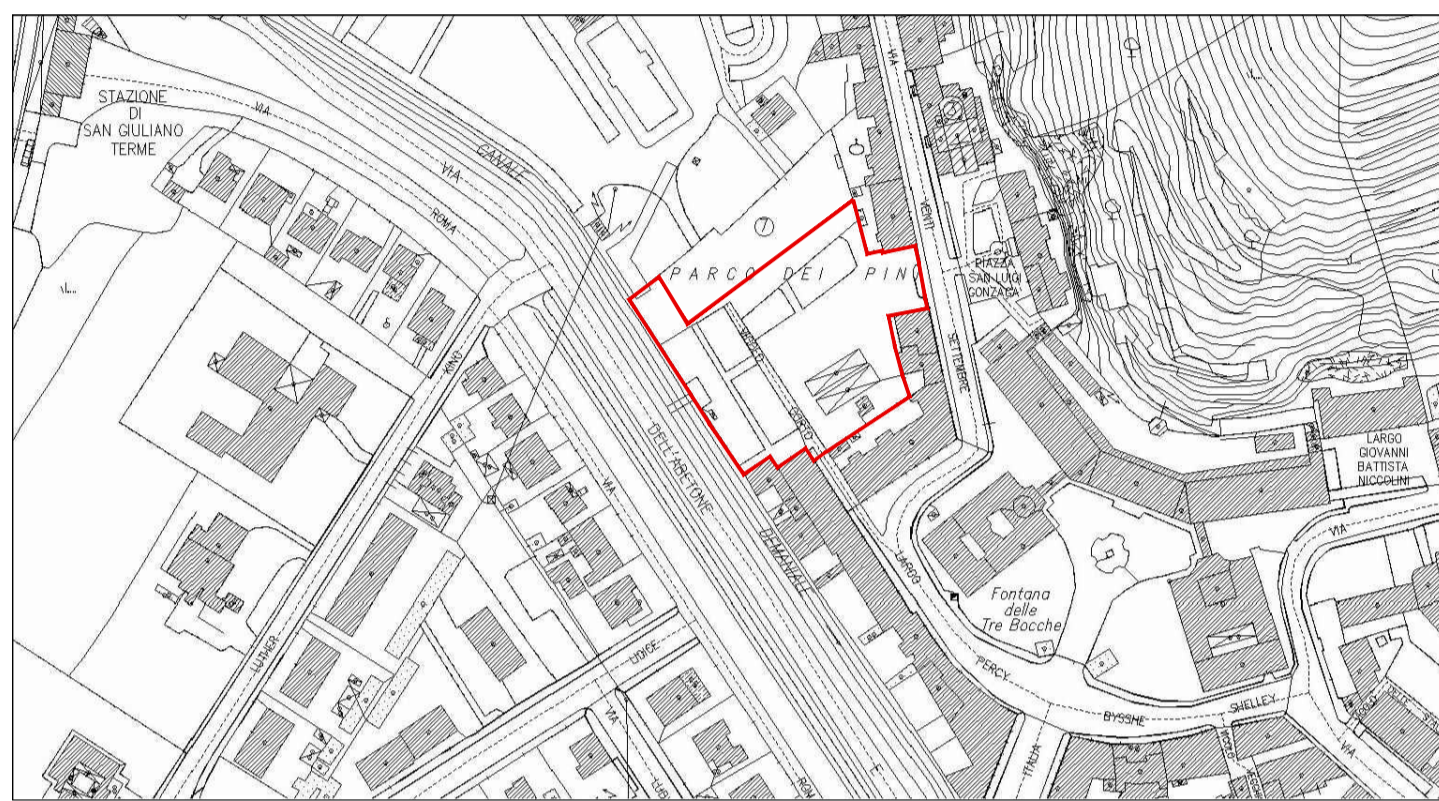 STAZIONE
DI
SAN GIULIANO
TERME
VIA
ROMA
VIA
CANALE
VIA
VENTI
SETTEMBRE
PIAZZA
SAN LUIGI
GONZAGA
PARCO DEI PINI
KINO
LUTHER
DELL'ABETONE
DEMANIALE
VIA
UDICE
VIA
LARGO
PERCY
BYSSHE
SHELLEY
Fontana
delle
Tre Bocche
LARGO
GIOVANNI
BATTISTA
NICCOLINI
VIA
ITALIA
VICOLO
VIA